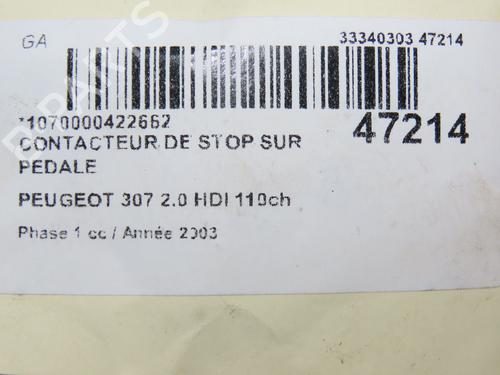 GA 33340303 47214
*1070000422662 47214
CONTACTEUR DE STOP SUR
PEDALE
PEUGEOT 307 2.0 HDI 110ch
Phase 1 cc / Année 2003
B-PARTS